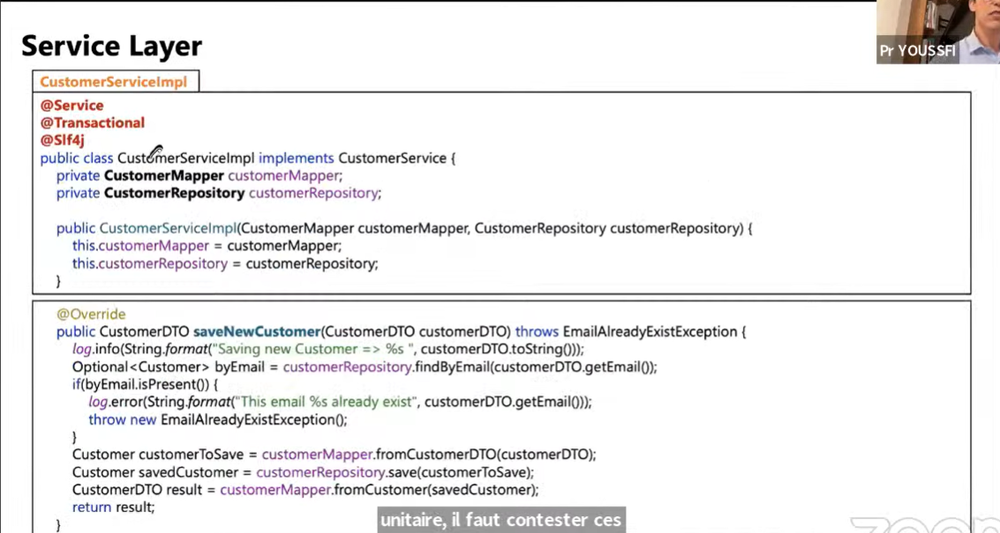 Service Layer
Pr YOUSSFI
CustomerServiceImpl
@Service
@Transactional
@Slf4j
public class CustomerServiceImpl implements CustomerService {
private CustomerMapper customerMapper;
private CustomerRepository customerRepository;
public CustomerServiceImpl(CustomerMapper customerMapper, CustomerRepository customerRepository) {
this.customerMapper = customerMapper;
this.customerRepository = customerRepository;
}
@Override
public CustomerDTO saveNewCustomer(CustomerDTO customerDTO) throws EmailAlreadyExistException {
log.info(String.format("Saving new Customer => %s ", customerDTO.toString()));
Optional<Customer> byEmail = customerRepository.findByEmail(customerDTO.getEmail());
if(byEmail.isPresent()) {
log.error(String.format("This email %s already exist", customerDTO.getEmail()));
throw new EmailAlreadyExistException();
}
Customer customerToSave = customerMapper.fromCustomerDTO(customerDTO);
Customer savedCustomer = customerRepository.save(customerToSave);
CustomerDTO result = customerMapper.fromCustomer(savedCustomer);
return result;
}
unitaire, il faut contester ces
zoom